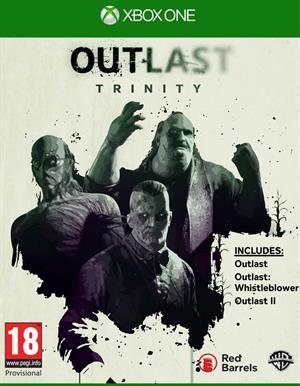 XBOX ONE
OUTLAST
TRINITY
INCLUDES:
Outlast
Outlast:
Whistleblower
Outlast II
18
www.pegi.info
Provisional
Red
Barrels
WB